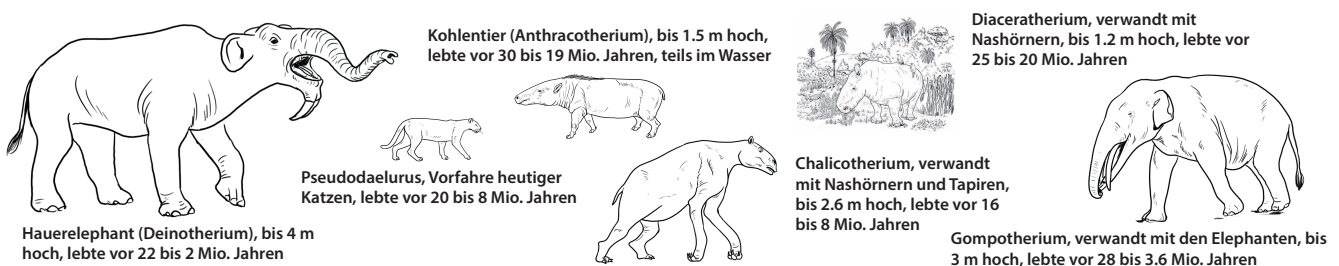 Kohlentier (Anthracotherium), bis 1.5 m hoch,
lebte vor 30 bis 19 Mio. Jahren, teils im Wasser
Diaceratherium, verwandt mit
Nashörnern, bis 1.2 m hoch, lebte vor
25 bis 20 Mio. Jahren
Pseudodaelurus, Vorfahre heutiger
Katzen, lebte vor 20 bis 8 Mio. Jahren
Chalicotherium, verwandt
mit Nashörnern und Tapiren,
bis 2.6 m hoch, lebte vor 16
bis 8 Mio. Jahren
Hauerelephant (Deinotherium), bis 4 m
hoch, lebte vor 22 bis 2 Mio. Jahren
Gompotherium, verwandt mit den Elephanten, bis
3 m hoch, lebte vor 28 bis 3.6 Mio. Jahren